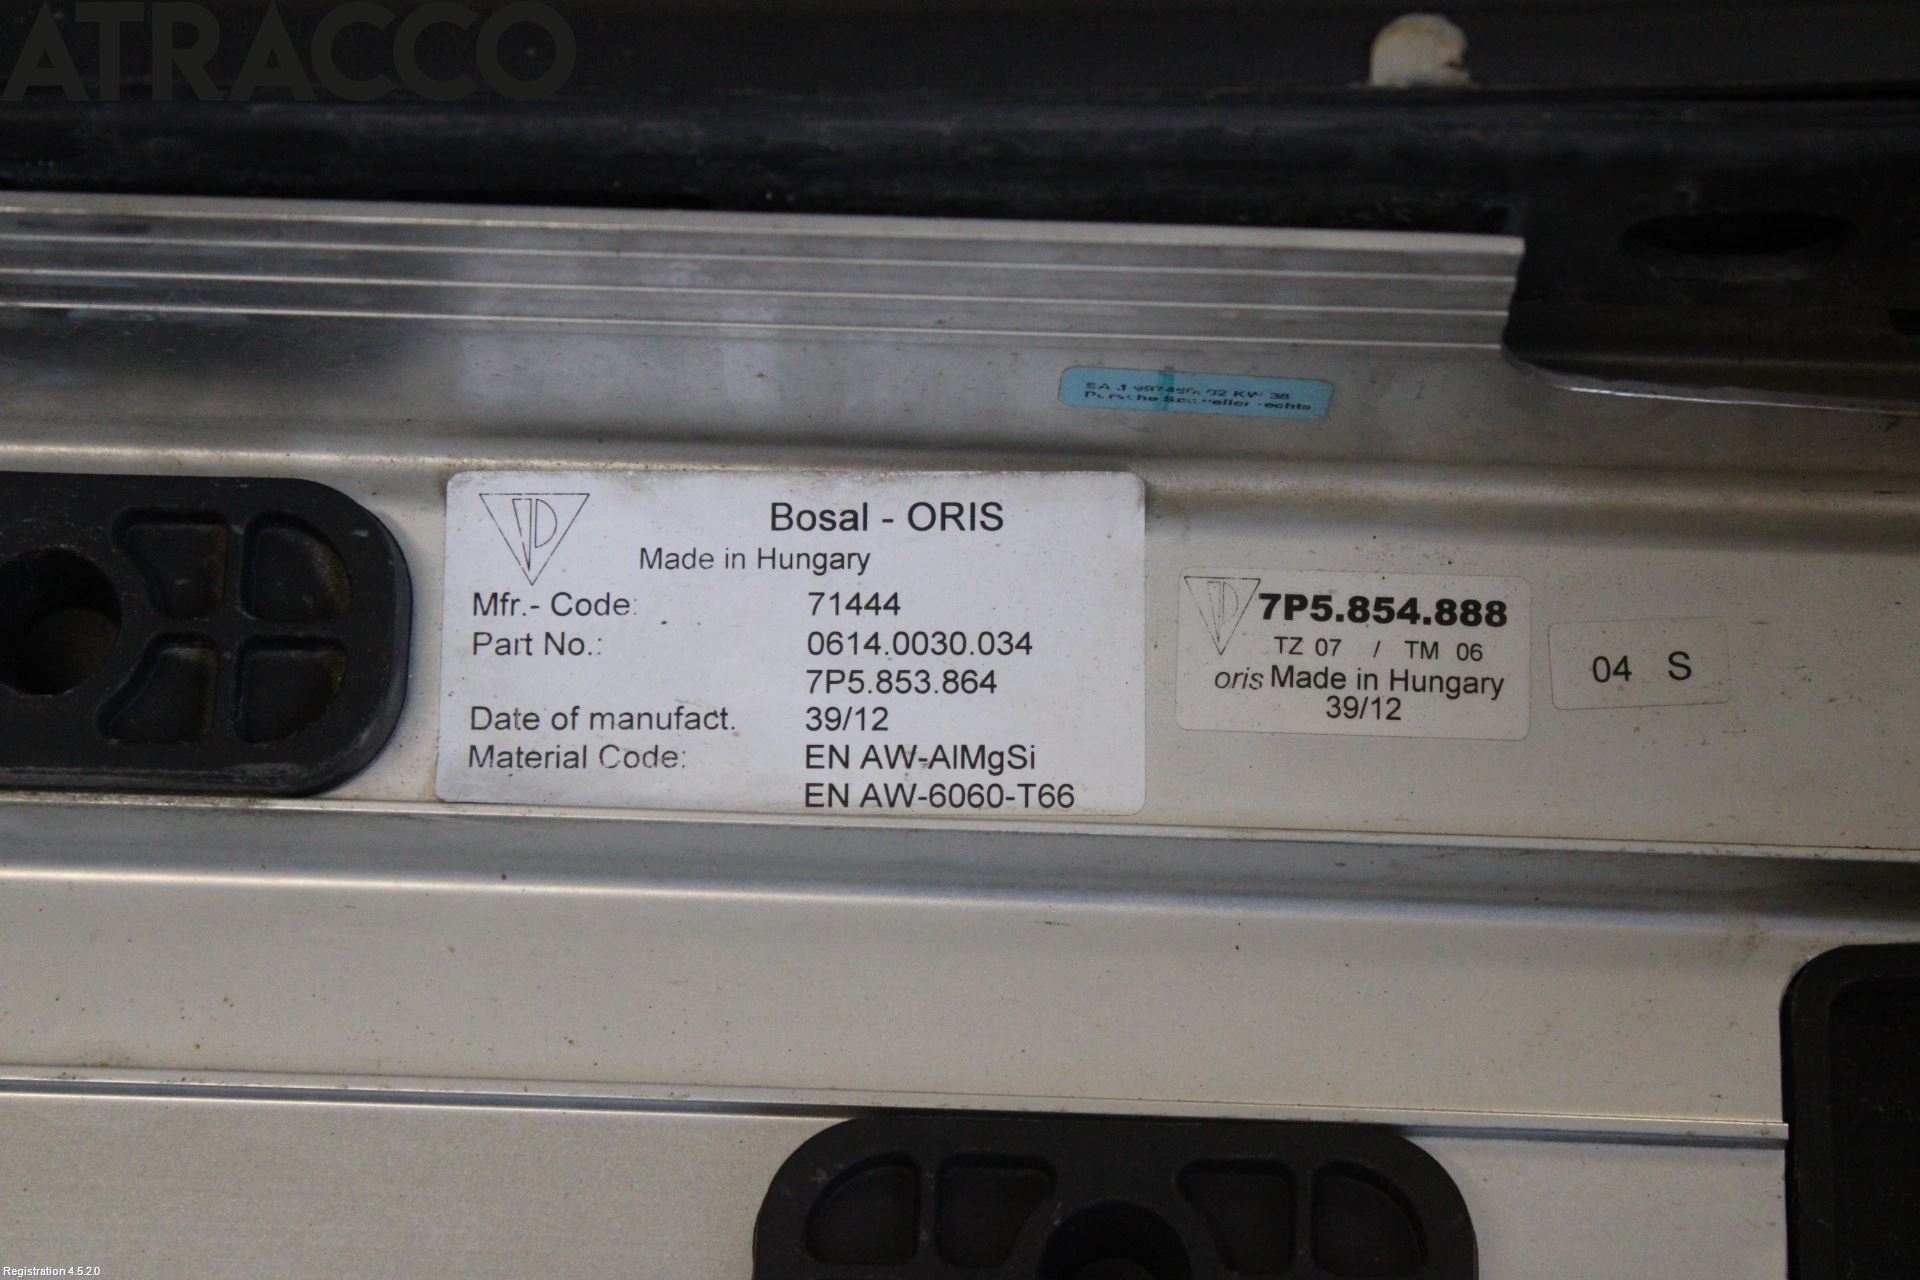 ATRACCO
KW 38
Bosal - ORIS
Made in Hungary
Mfr.- Code: 71444
Part No.: 0614.0030.034
7P5.853.864
Date of manufact. 39/12
Material Code: EN AW-AlMgSi
EN AW-6060-T66
7P5.854.888
TZ 07 / TM 06
oris Made in Hungary
39/12
04 S
Registration 4.5.2.0